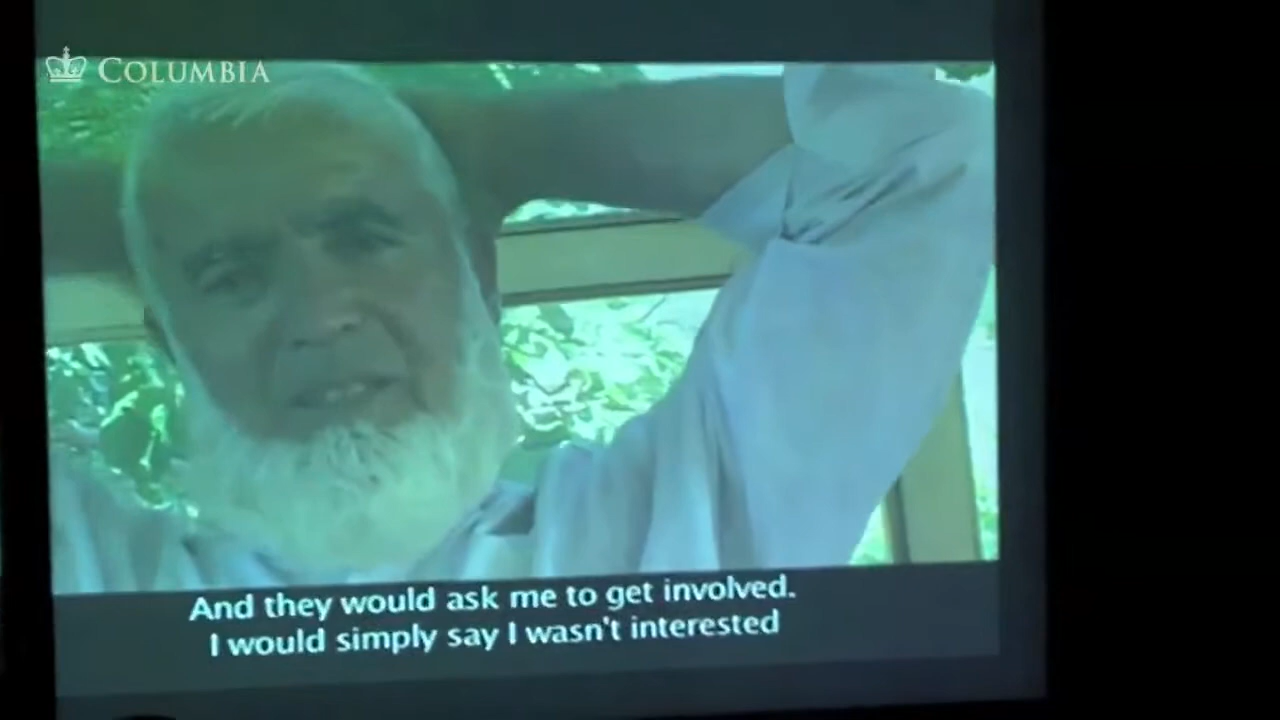 COLUMBIA
And they would ask me to get involved.
I would simply say I wasn't interested